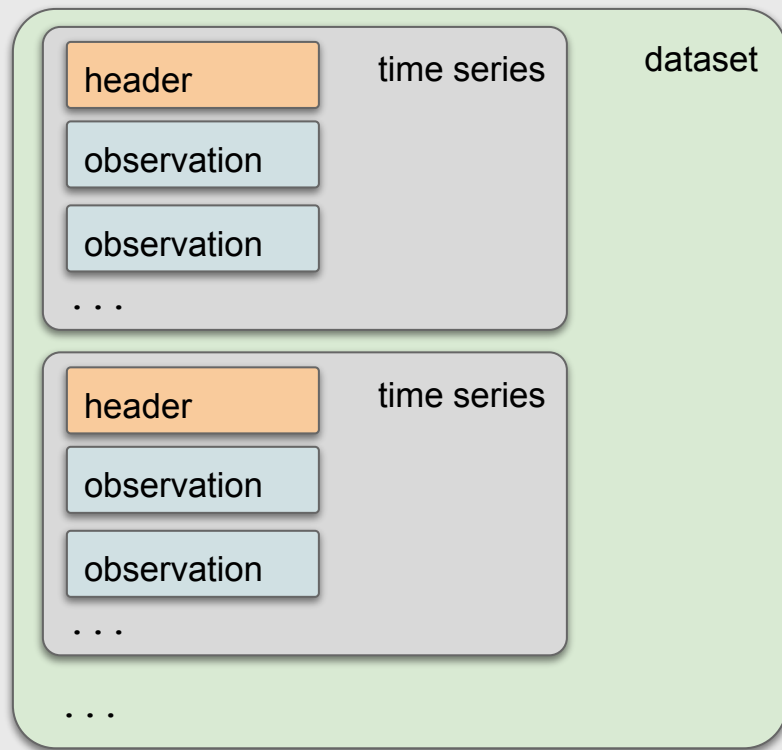 dataset
time series
header
observation
observation
. . .
time series
header
observation
observation
. . .
. . .